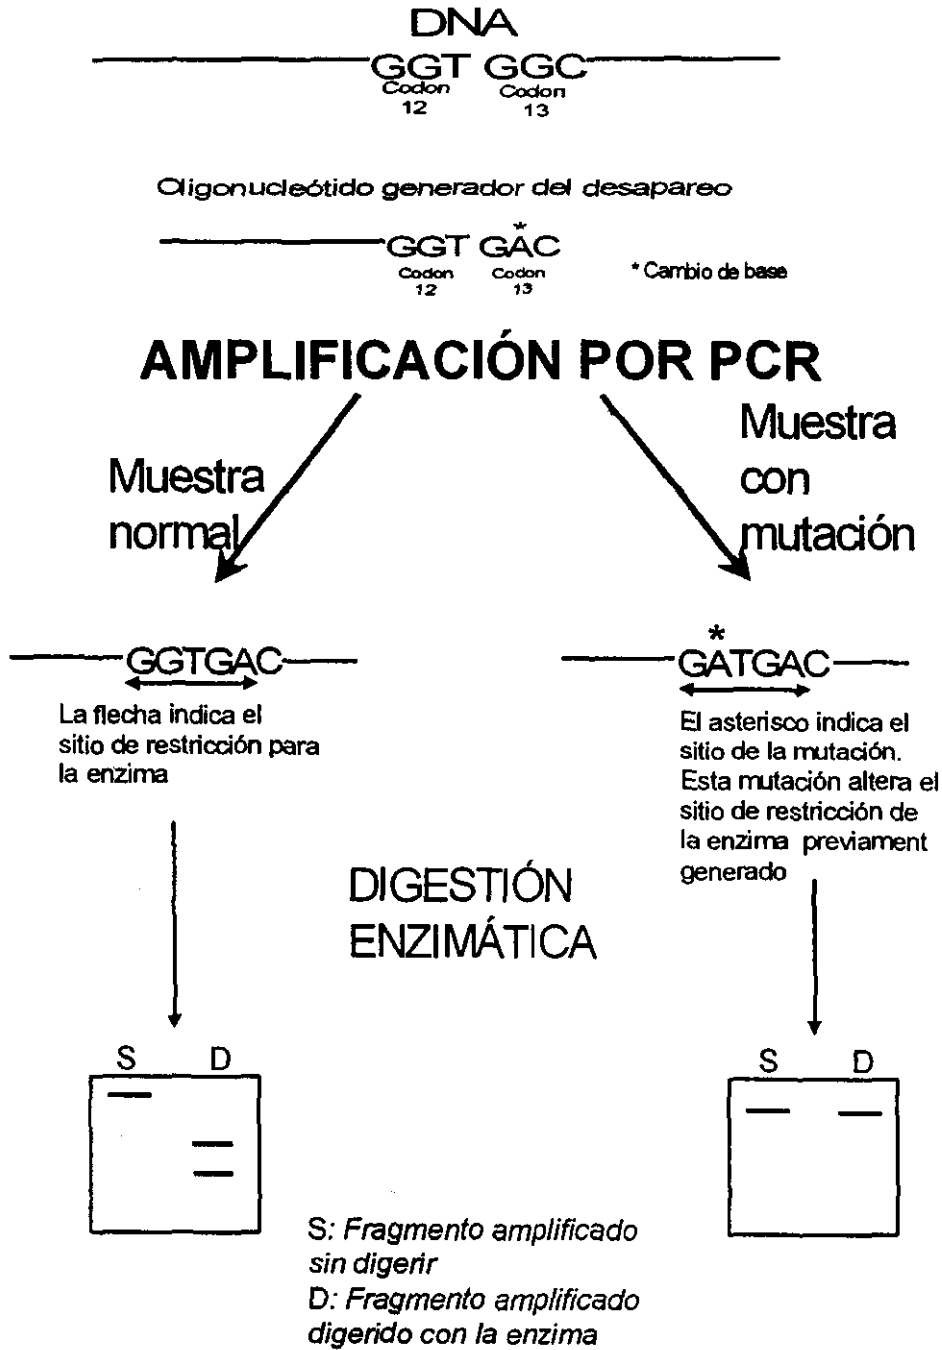 DNA
GGT GGC
Codon Codon
12 13
Oligonucleótido generador del desapareo
*
GGT GAC
Codon Codon
12 13
* Cambio de base
AMPLIFICACIÓN POR PCR
Muestra
normal
Muestra
con
mutación
GGTGAC
La flecha indica el
sitio de restricción para
la enzima
*
GATGAC
El asterisco indica el
sitio de la mutación.
Esta mutación altera el
sitio de restricción de
la enzima previament
generado
DIGESTIÓN
ENZIMÁTICA
S D
S D
S: Fragmento amplificado
sin digerir
D: Fragmento amplificado
digerido con la enzima